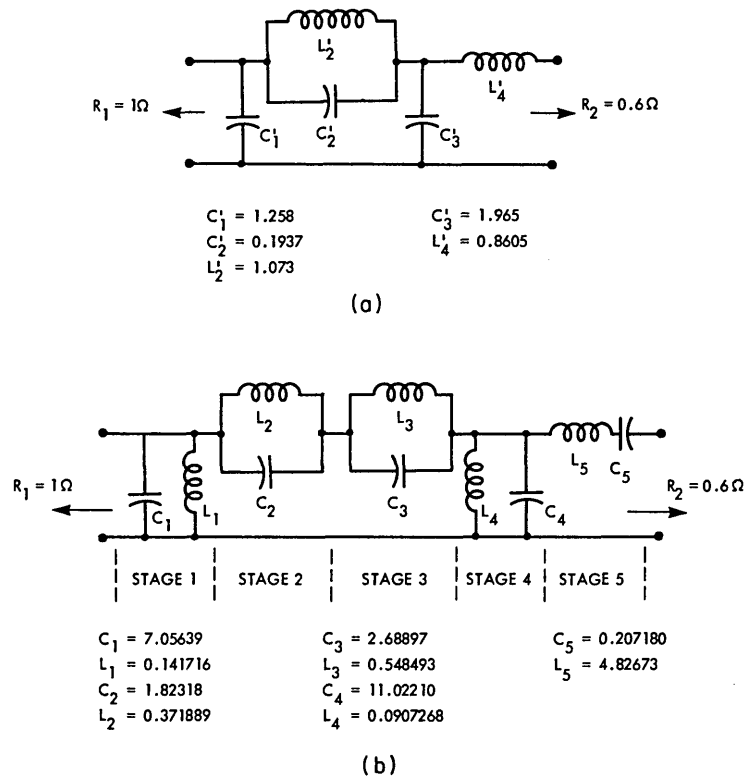 L'2
R1 = 1Ω
C'1
C'2
C'3
L'4
R2 = 0.6Ω
C'1 = 1.258
C'2 = 0.1937
L'2 = 1.073
C'3 = 1.965
L'4 = 0.8605
(a)
L2
L3
R1 = 1Ω
C1
L1
C2
C3
L4
C4
L5
C5
R2 = 0.6Ω
STAGE 1
STAGE 2
STAGE 3
STAGE 4
STAGE 5
C1 = 7.05639
L1 = 0.141716
C2 = 1.82318
L2 = 0.371889
C3 = 2.68897
L3 = 0.548493
C4 = 11.02210
L4 = 0.0907268
C5 = 0.207180
L5 = 4.82673
(b)